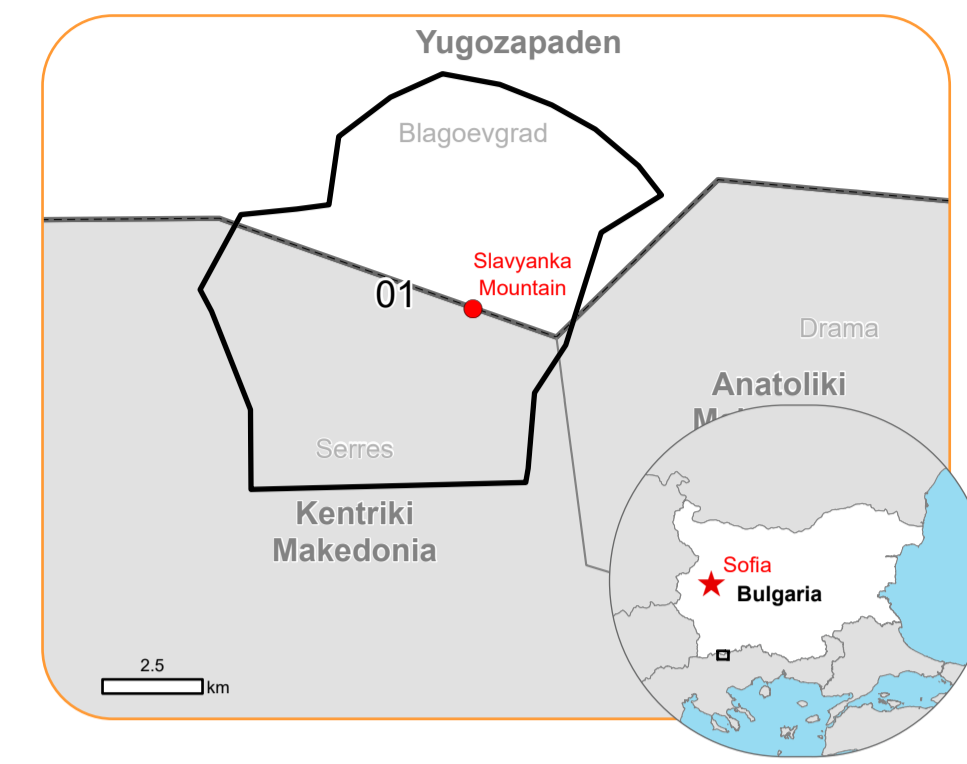 Yugozapaden
Blagoevgrad
Slavyanka
Mountain
01
Drama
Anatoliki
Serres
Kentriki
Makedonia
Sofia
Bulgaria
2.5
km